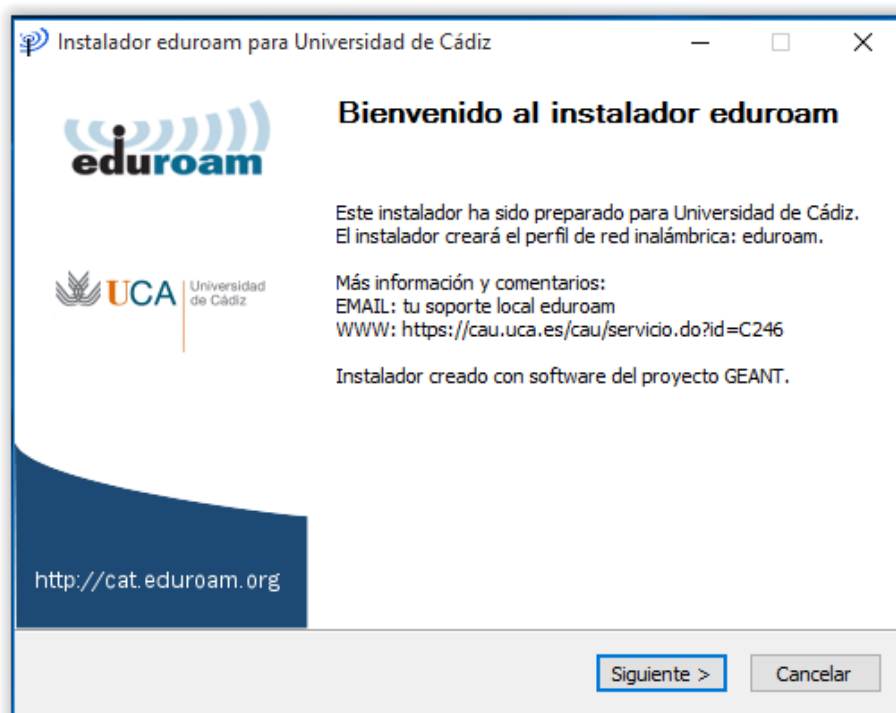 Instalador eduroam para Universidad de Cádiz
eduroam
UCA
Universidad
de Cádiz
http://cat.eduroam.org
Bienvenido al instalador eduroam
Este instalador ha sido preparado para Universidad de Cádiz.
El instalador creará el perfil de red inalámbrica: eduroam.
Más información y comentarios:
EMAIL: tu soporte local eduroam
WWW: https://cau.uca.es/cau/servicio.do?id=C246
Instalador creado con software del proyecto GEANT.
Siguiente >
Cancelar